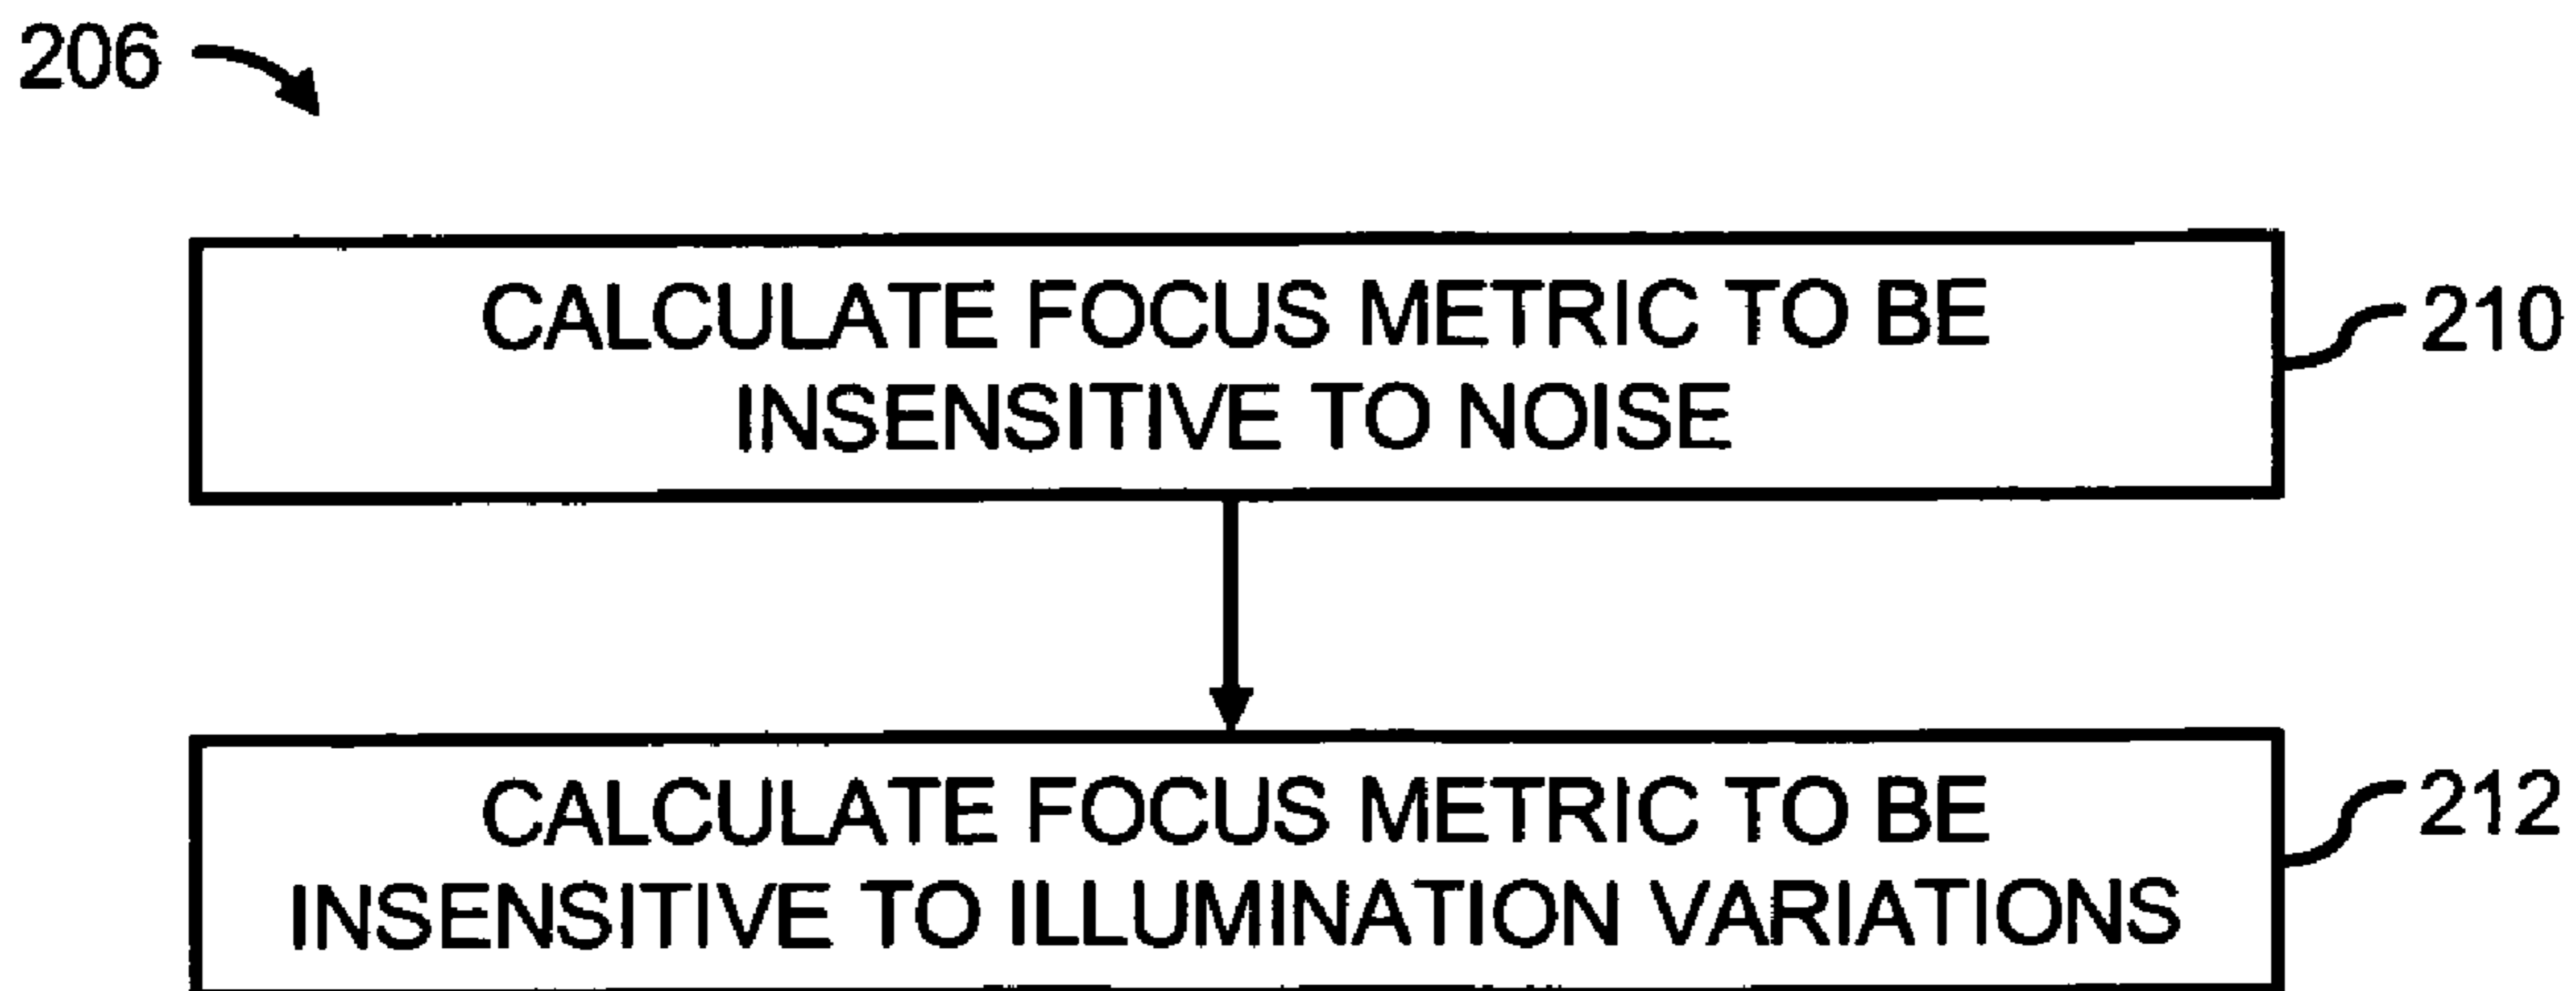 206
CALCULATE FOCUS METRIC TO BE
INSENSITIVE TO NOISE
210
CALCULATE FOCUS METRIC TO BE
INSENSITIVE TO ILLUMINATION VARIATIONS
212